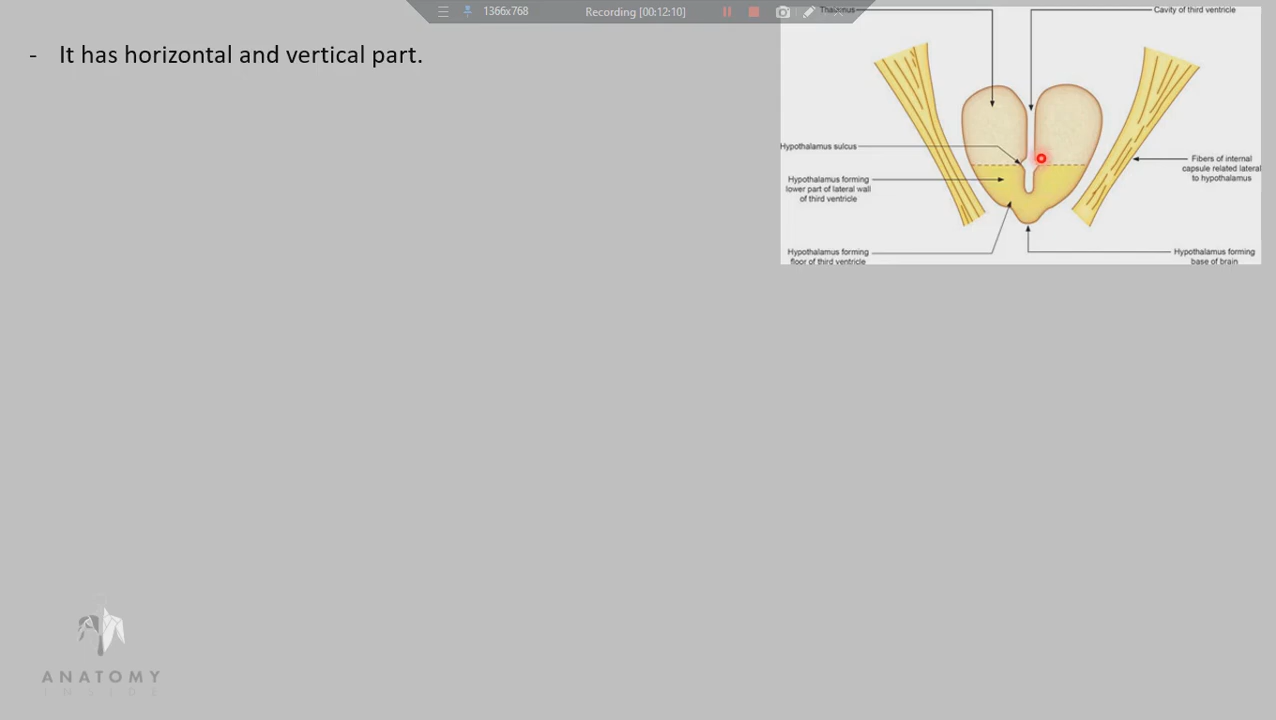 1366x768
Recording [00:12:10]
- It has horizontal and vertical part.
Thalamus
Cavity of third ventricle
Hypothalamus sulcus
Hypothalamus forming
lower part of lateral wall
of third ventricle
Fibers of internal
capsule related lateral
to hypothalamus
Hypothalamus forming
floor of third ventricle
Hypothalamus forming
base of brain
ANATOMY
INSIDE